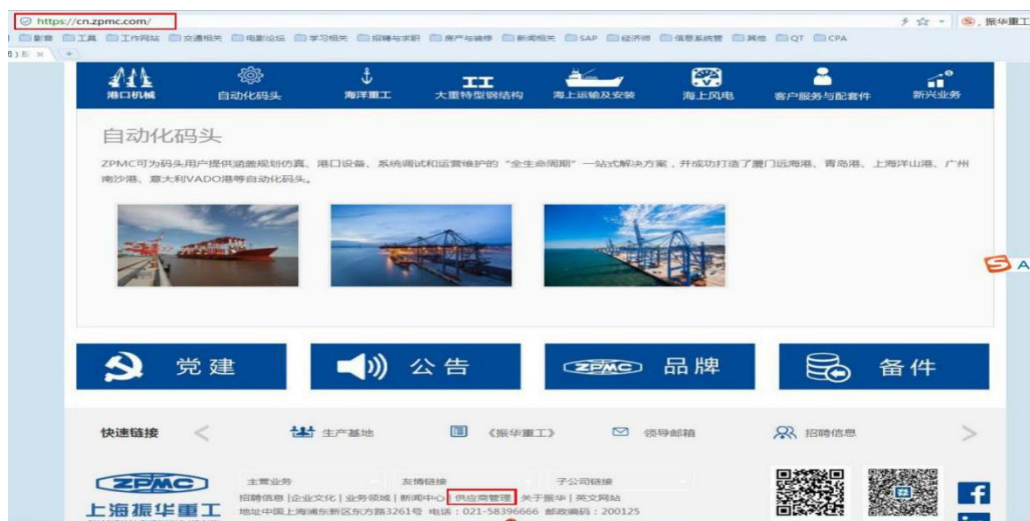 https://cn.zpmc.com/
振华重工
影音 工具 工作网站 交通相关 电影论坛 学习相关 招聘与求职 房产与装修 新闻相关 SAP 经济师 信息系统管 其他 QT CPA
港口机械 自动化码头 海洋重工 大重特型钢结构 海上运输及安装 海上风电 客户服务与配套件 新兴业务
自动化码头
ZPMC可为码头用户提供涵盖规划仿真、港口设备、系统调试和运营维护的“全生命周期”一站式解决方案，并成功打造了厦门远海港、青岛港、上海洋山港、广州
南沙港、意大利VADO港等自动化码头。
党建 公告 ZPMC 品牌 备件
快速链接 生产基地 《振华重工》 领导邮箱 招聘信息
ZPMC
上海振华重工
主营业务 友情链接 子公司链接
招聘信息 | 企业文化 | 业务领域 | 新闻中心 | 供应商管理 | 关于振华 | 英文网站
地址中国上海浦东新区东方路3261号 电话：021-58396666 邮政编码：200125